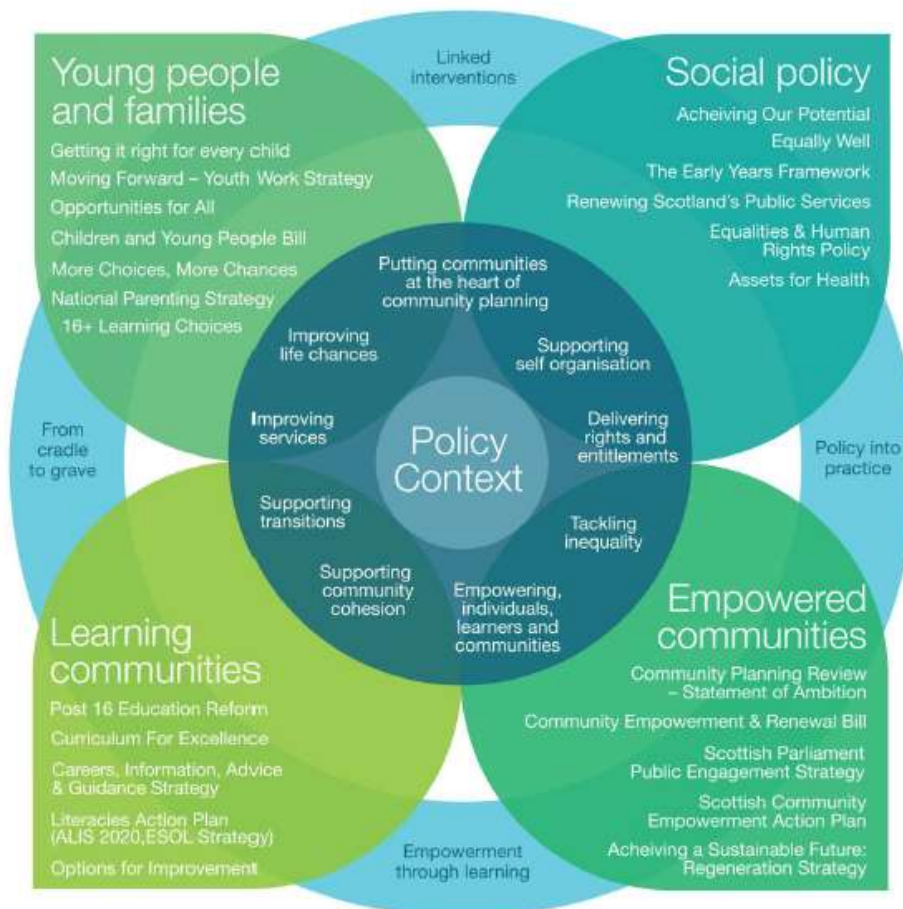 Linked
interventions
Young people
and families
Getting it right for every child
Moving Forward – Youth Work Strategy
Opportunities for All
Children and Young People Bill
More Choices, More Chances
National Parenting Strategy
16+ Learning Choices
Social policy
Acheiving Our Potential
Equally Well
The Early Years Framework
Renewing Scotland's Public Services
Equalities & Human
Rights Policy
Assets for Health
Putting communities
at the heart of
community planning
Improving
life chances
Supporting
self organisation
Improving
services
Delivering
rights and
entitlements
Policy
Context
From
cradle
to grave
Policy into
practice
Supporting
transitions
Tackling
inequality
Supporting
community
cohesion
Empowering,
individuals,
learners and
communities
Learning
communities
Post 16 Education Reform
Curriculum For Excellence
Careers, Information, Advice
& Guidance Strategy
Literacies Action Plan
(ALIS 2020,ESOL Strategy)
Options for Improvement
Empowered
communities
Community Planning Review
– Statement of Ambition
Community Empowerment & Renewal Bill
Scottish Parliament
Public Engagement Strategy
Scottish Community
Empowerment Action Plan
Acheiving a Sustainable Future:
Regeneration Strategy
Empowerment
through learning